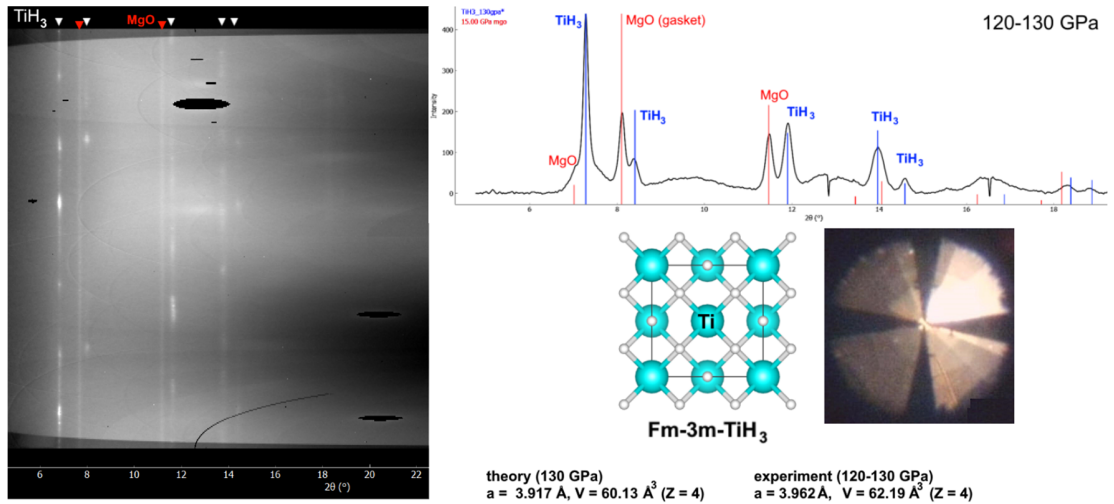 TiH3
MgO
6 8 10 12 14 16 18 20 22
2θ (°)
TiH3_130gpa*
15.00 GPa mgo
120-130 GPa
TiH3
MgO (gasket)
TiH3
MgO
MgO
TiH3
TiH3
TiH3
Intensity
400
300
200
100
0
6 8 10 12 14 16 18
2θ (°)
Ti
Fm-3m-TiH3
theory (130 GPa)
a = 3.917 Å, V = 60.13 Å3 (Z = 4)
experiment (120-130 GPa)
a = 3.962 Å, V = 62.19 Å3 (Z = 4)